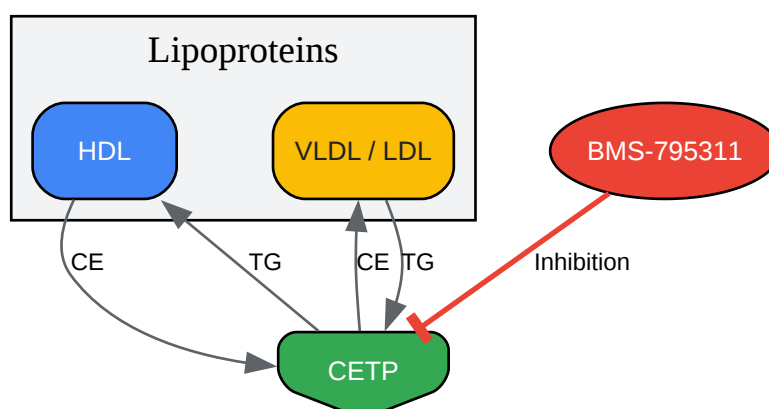 Lipoproteins
HDL
VLDL / LDL
BMS-795311
CE
TG
CE
TG
Inhibition
CETP